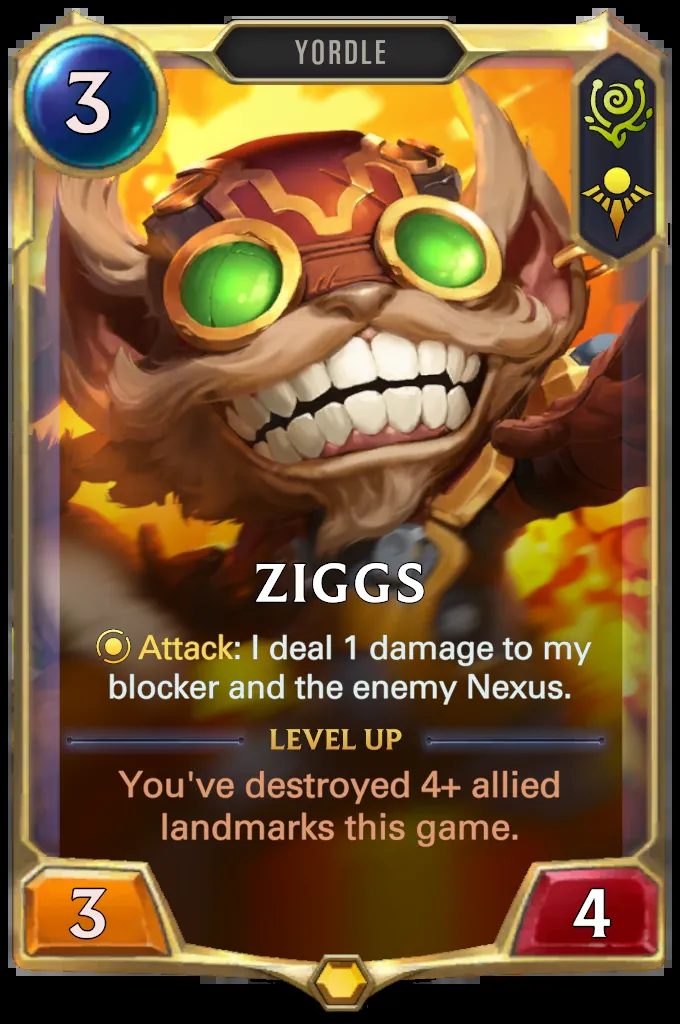 YORDLE
3
ZIGGS
Attack: I deal 1 damage to my
blocker and the enemy Nexus.
LEVEL UP
You've destroyed 4+ allied
landmarks this game.
3
4